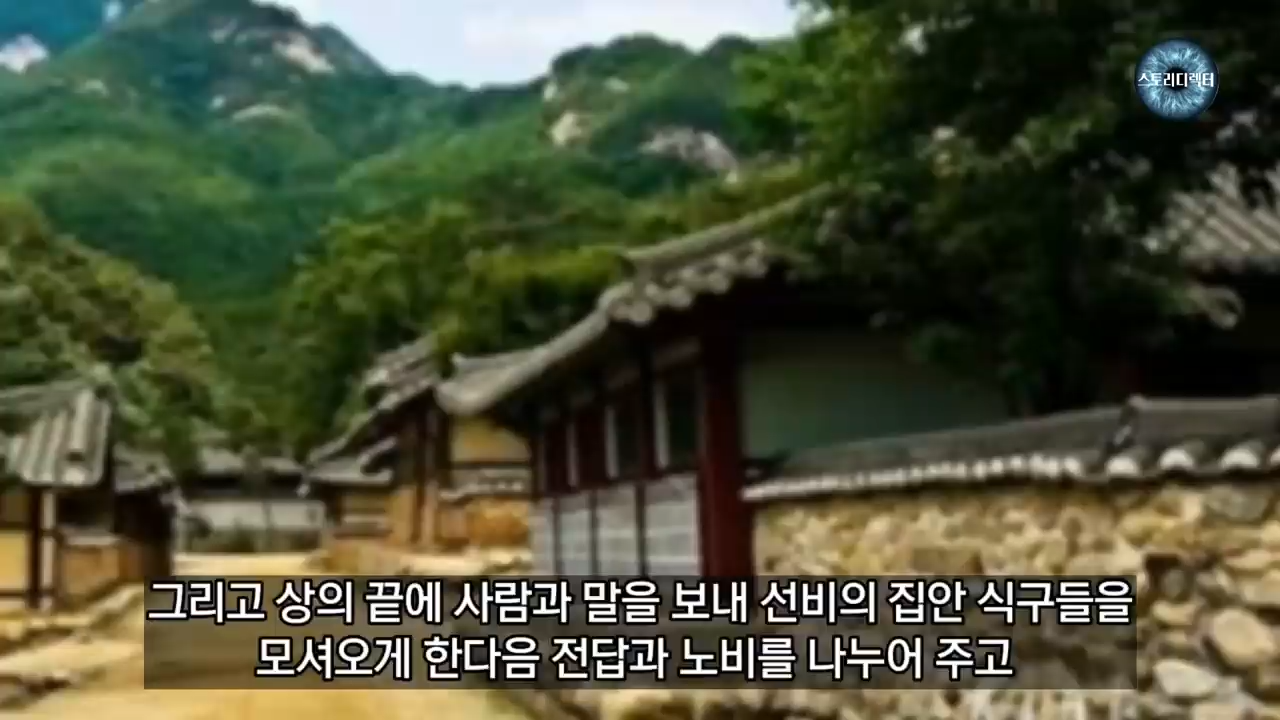 스토리디렉터
그리고 상의 끝에 사람과 말을 보내 선비의 집안 식구들을
모셔오게 한다음 전답과 노비를 나누어 주고